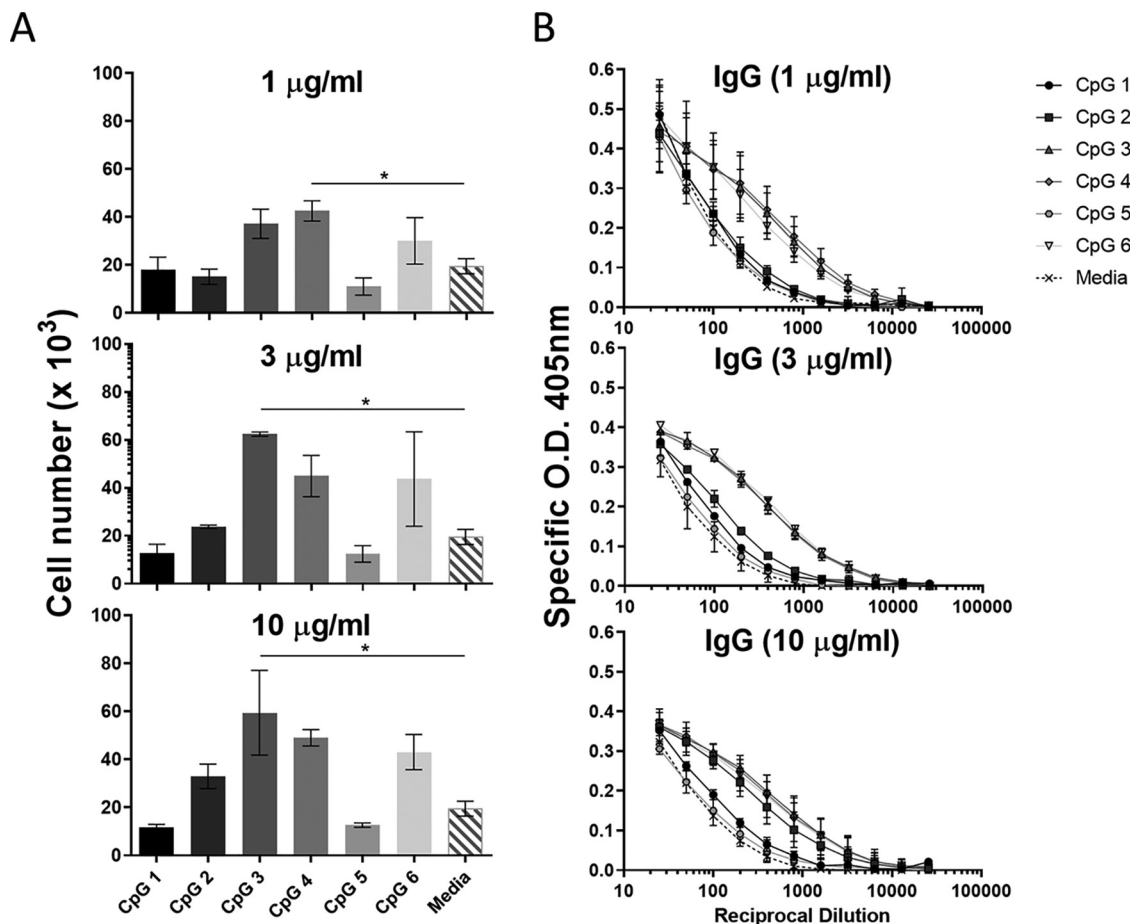 A
B
Cell number (x 10³)
1 μg/ml
100
80
60
40
20
0
*
3 μg/ml
100
80
60
40
20
0
*
10 μg/ml
100
80
60
40
20
0
*
CpG 1
CpG 2
CpG 3
CpG 4
CpG 5
CpG 6
Media
Specific O.D. 405nm
IgG (1 μg/ml)
0.6
0.5
0.4
0.3
0.2
0.1
0.0
10 100 1000 10000 100000
IgG (3 μg/ml)
0.6
0.5
0.4
0.3
0.2
0.1
0.0
10 100 1000 10000 100000
IgG (10 μg/ml)
0.6
0.5
0.4
0.3
0.2
0.1
0.0
10 100 1000 10000 100000
Reciprocal Dilution
CpG 1
CpG 2
CpG 3
CpG 4
CpG 5
CpG 6
Media